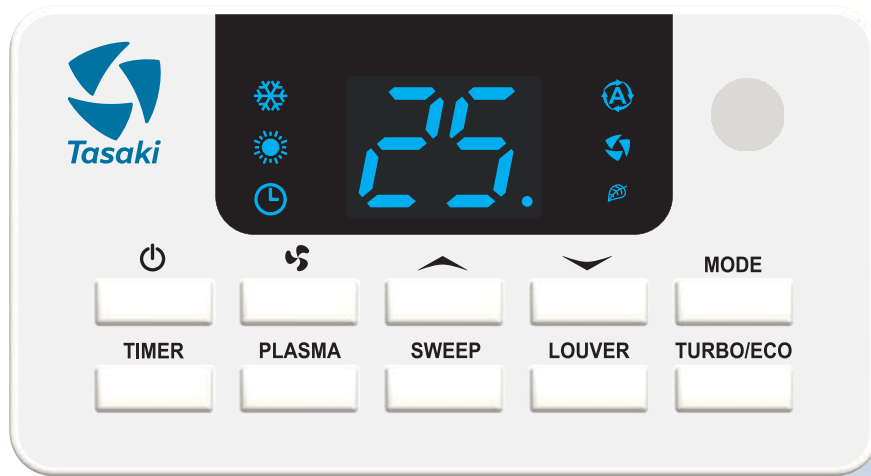 Tasaki
25.
A
MODE
TIMER PLASMA SWEEP LOUVER TURBO/ECO